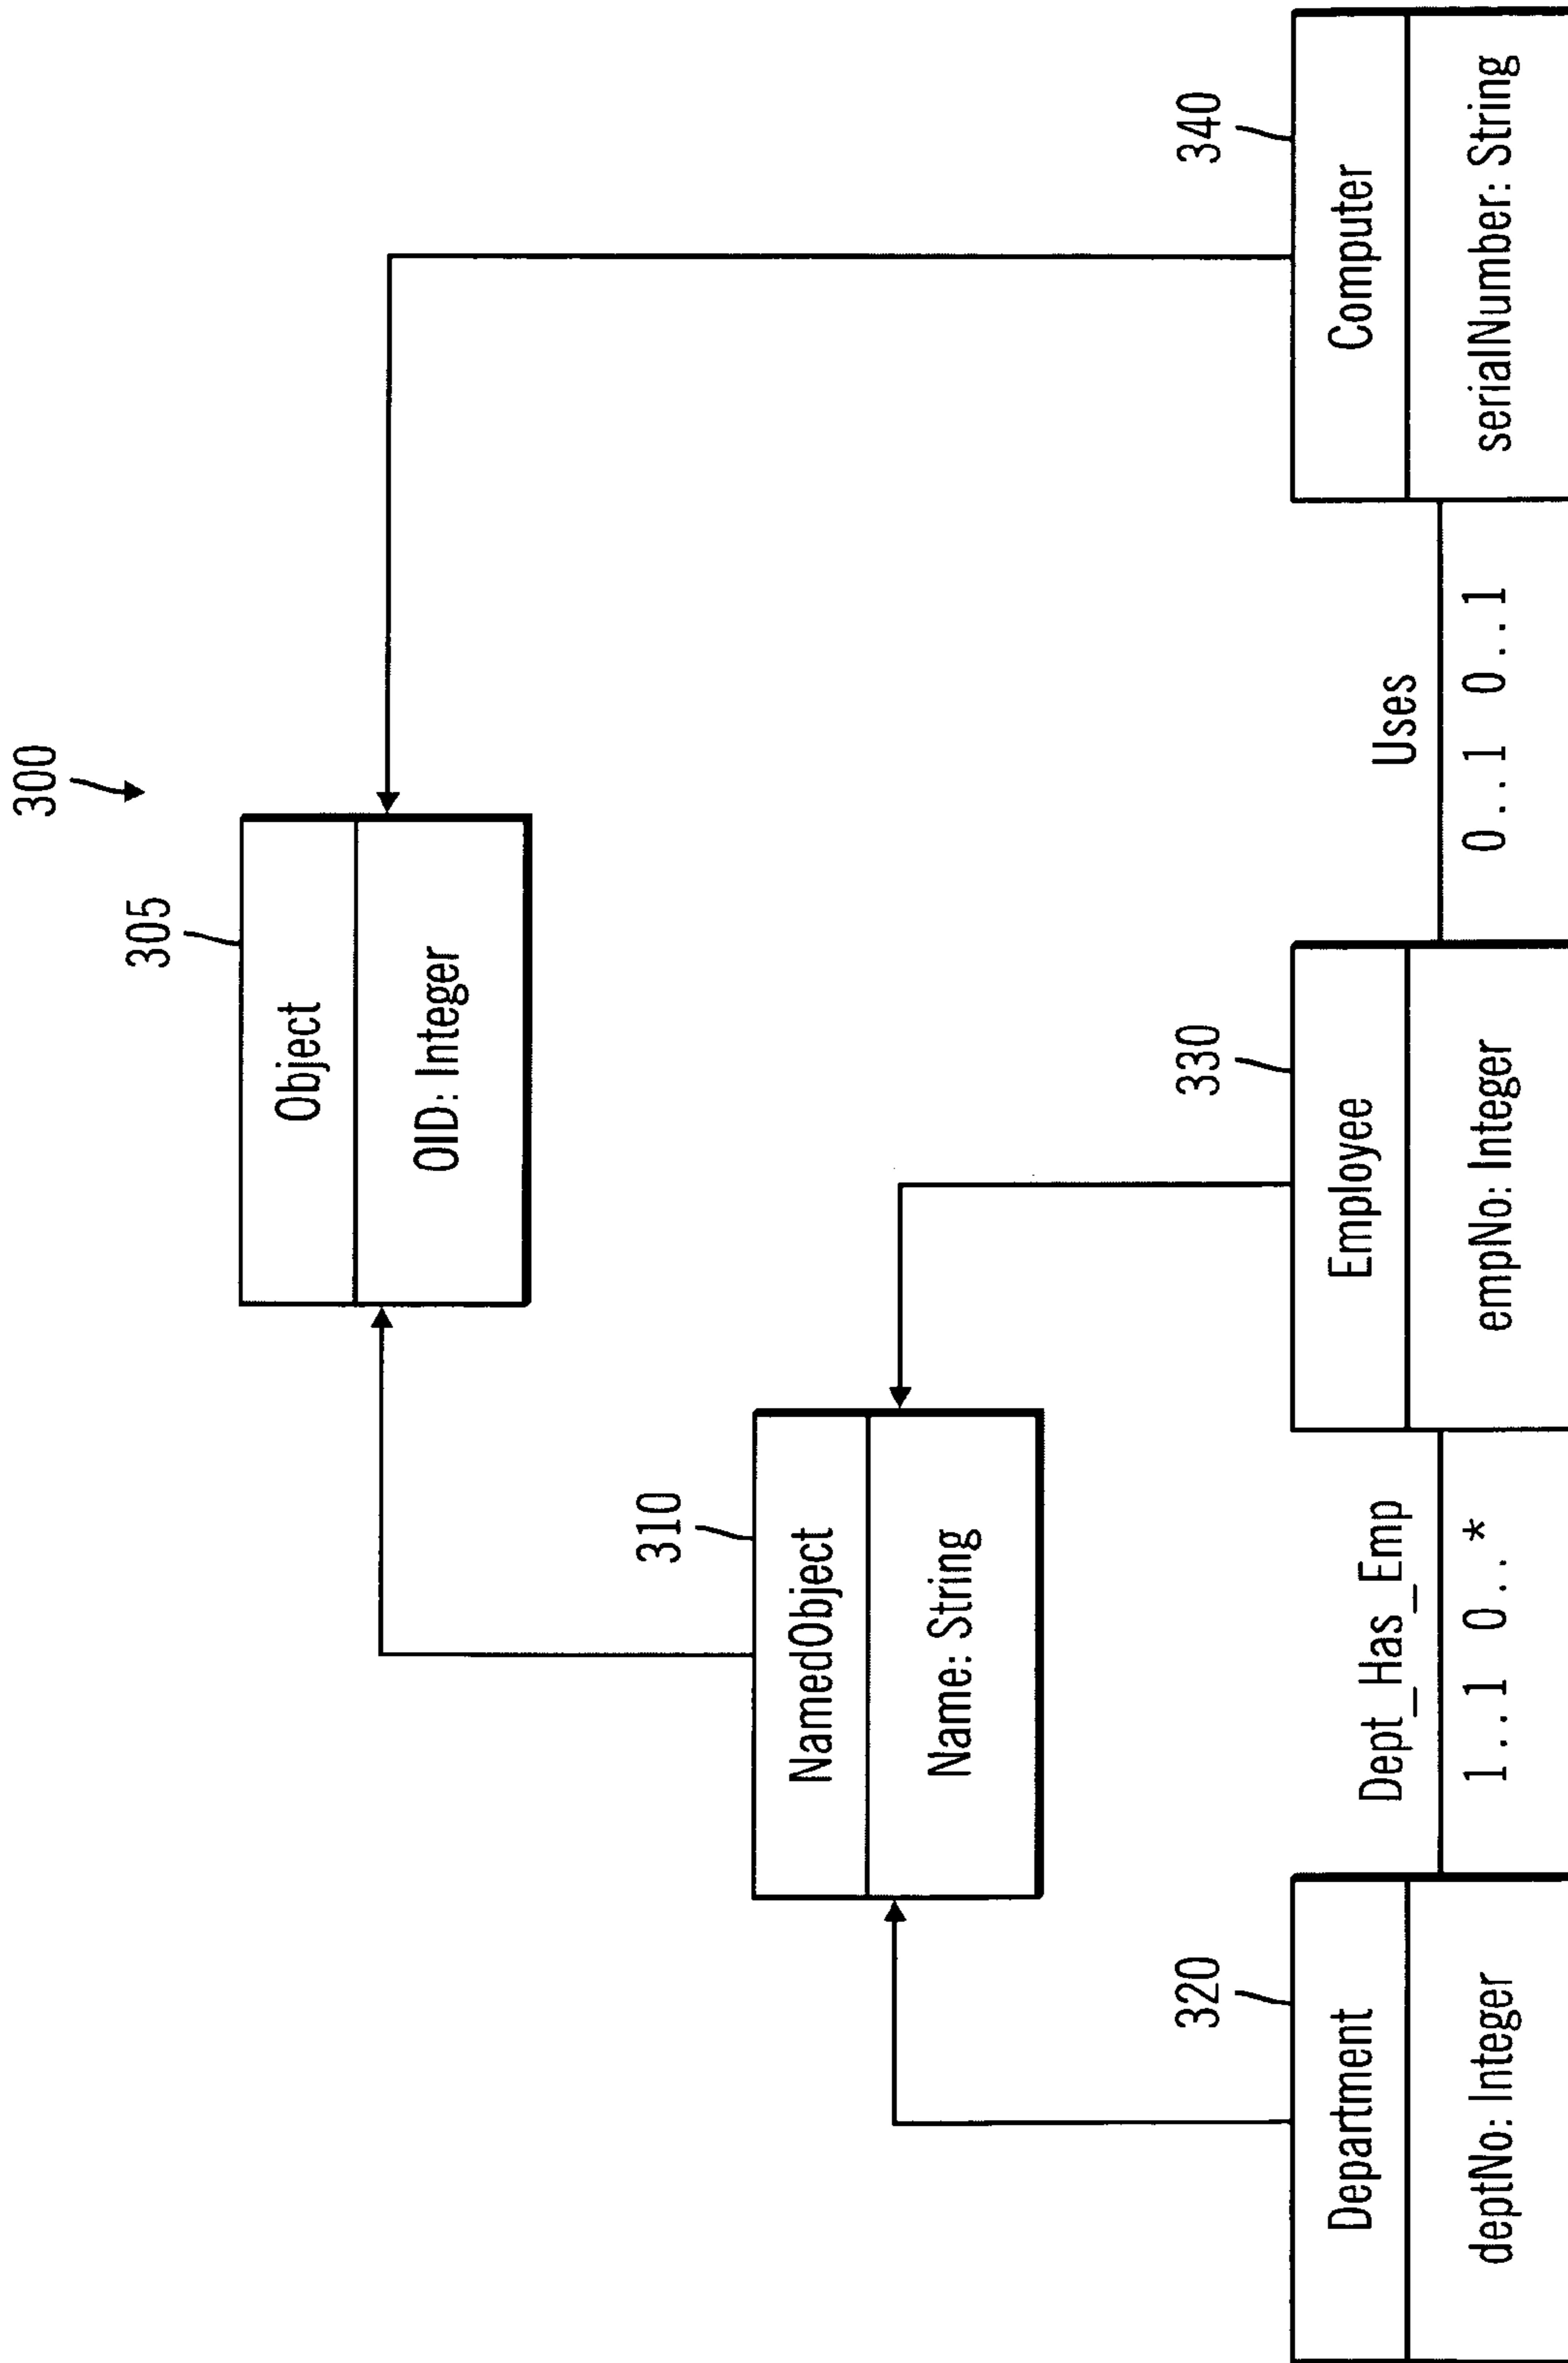 300
305
Object
OID: Integer
310
NamedObject
Name: String
320
Department
deptNo: Integer
Dept_Has_Emp
1..1 0..*
330
Employee
empNo: Integer
Uses
0...1 0...1
340
Computer
serialNumber: String